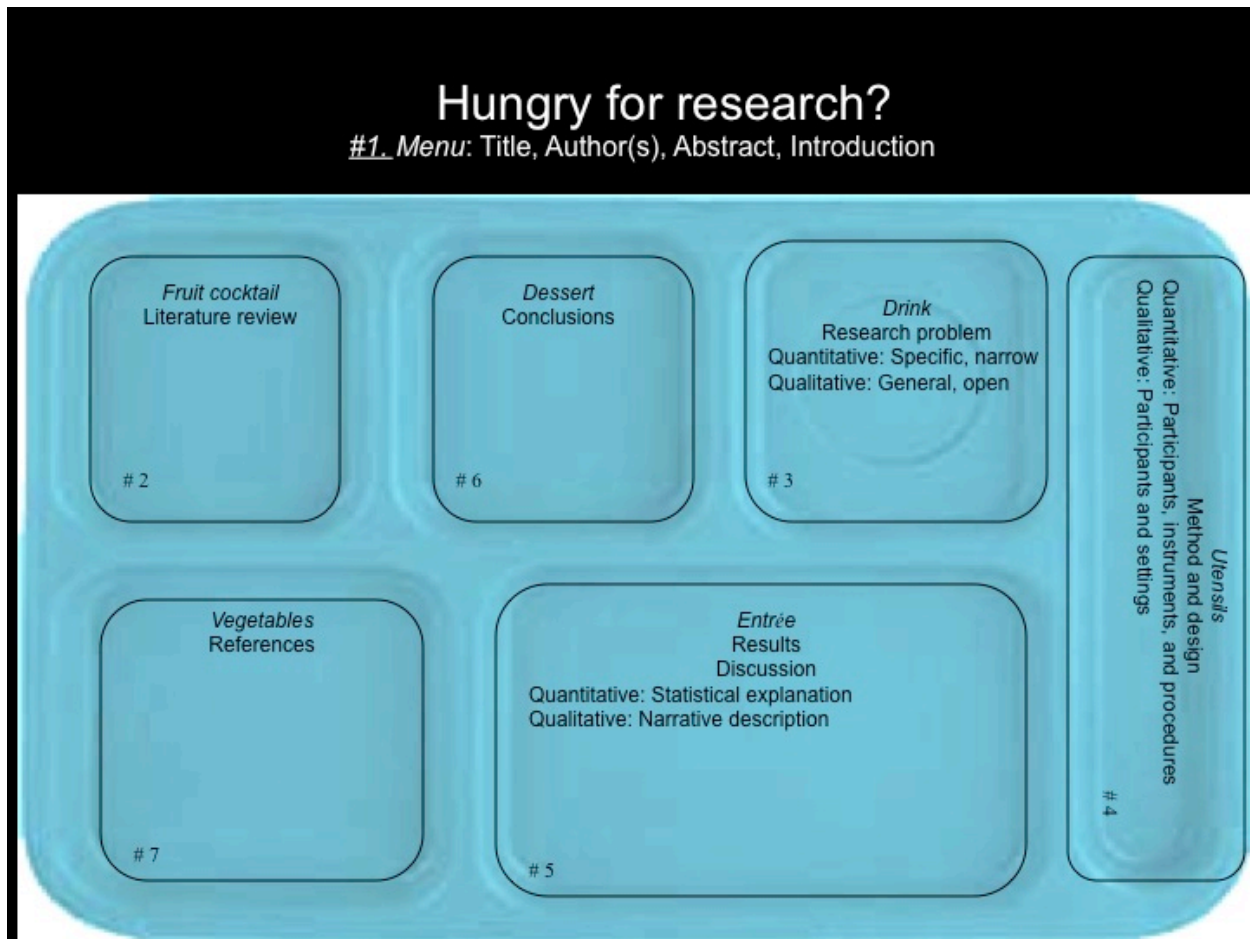 Hungry for research?
#1. Menu: Title, Author(s), Abstract, Introduction
Fruit cocktail
Literature review
# 2
Dessert
Conclusions
# 6
Drink
Research problem
Quantitative: Specific, narrow
Qualitative: General, open
# 3
Utensils
Method and design
Quantitative: Participants, instruments, and procedures
Qualitative: Participants and settings
# 4
Vegetables
References
# 7
Entrée
Results
Discussion
Quantitative: Statistical explanation
Qualitative: Narrative description
# 5